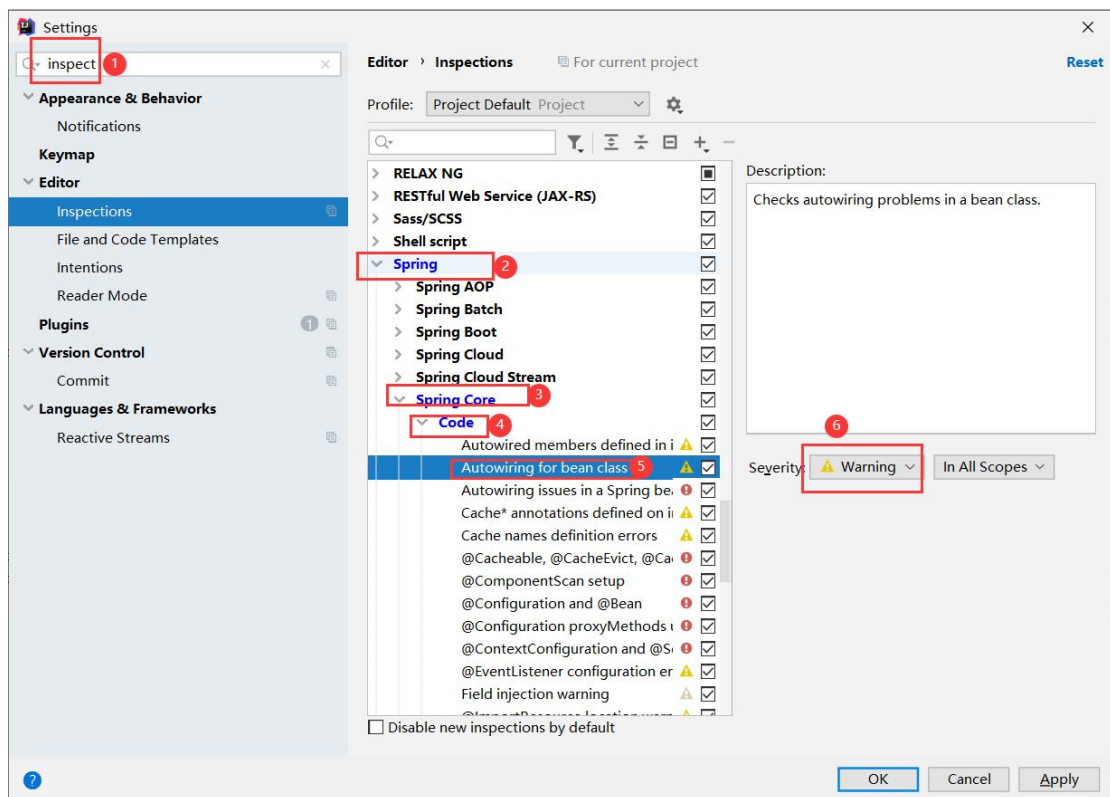 Settings
inspect 1
Appearance & Behavior
Notifications
Keymap
Editor
Inspections
File and Code Templates
Intentions
Reader Mode
Plugins 1
Version Control
Commit
Languages & Frameworks
Reactive Streams
Editor › Inspections For current project Reset
Profile: Project Default Project
RELAX NG
RESTful Web Service (JAX-RS)
Sass/SCSS
Shell script
Spring 2
Spring AOP
Spring Batch
Spring Boot
Spring Cloud
Spring Cloud Stream
Spring Core 3
Code 4
Autowired members defined in i
Autowiring for bean class 5
Autowiring issues in a Spring be
Cache* annotations defined on i
Cache names definition errors
@Cacheable, @CacheEvict, @Ca
@ComponentScan setup
@Configuration and @Bean
@Configuration proxyMethods
@ContextConfiguration and @S
@EventListener configuration er
Field injection warning
Disable new inspections by default
Description:
Checks autowiring problems in a bean class.
6
Severity: Warning In All Scopes
? OK Cancel Apply